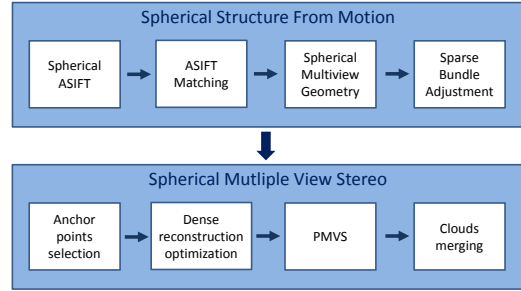 Spherical Structure From Motion
Spherical
ASIFT
ASIFT
Matching
Spherical
Multiview
Geometry
Sparse
Bundle
Adjustment
Spherical Mutliple View Stereo
Anchor
points
selection
Dense
reconstruction
optimization
PMVS
Clouds
merging